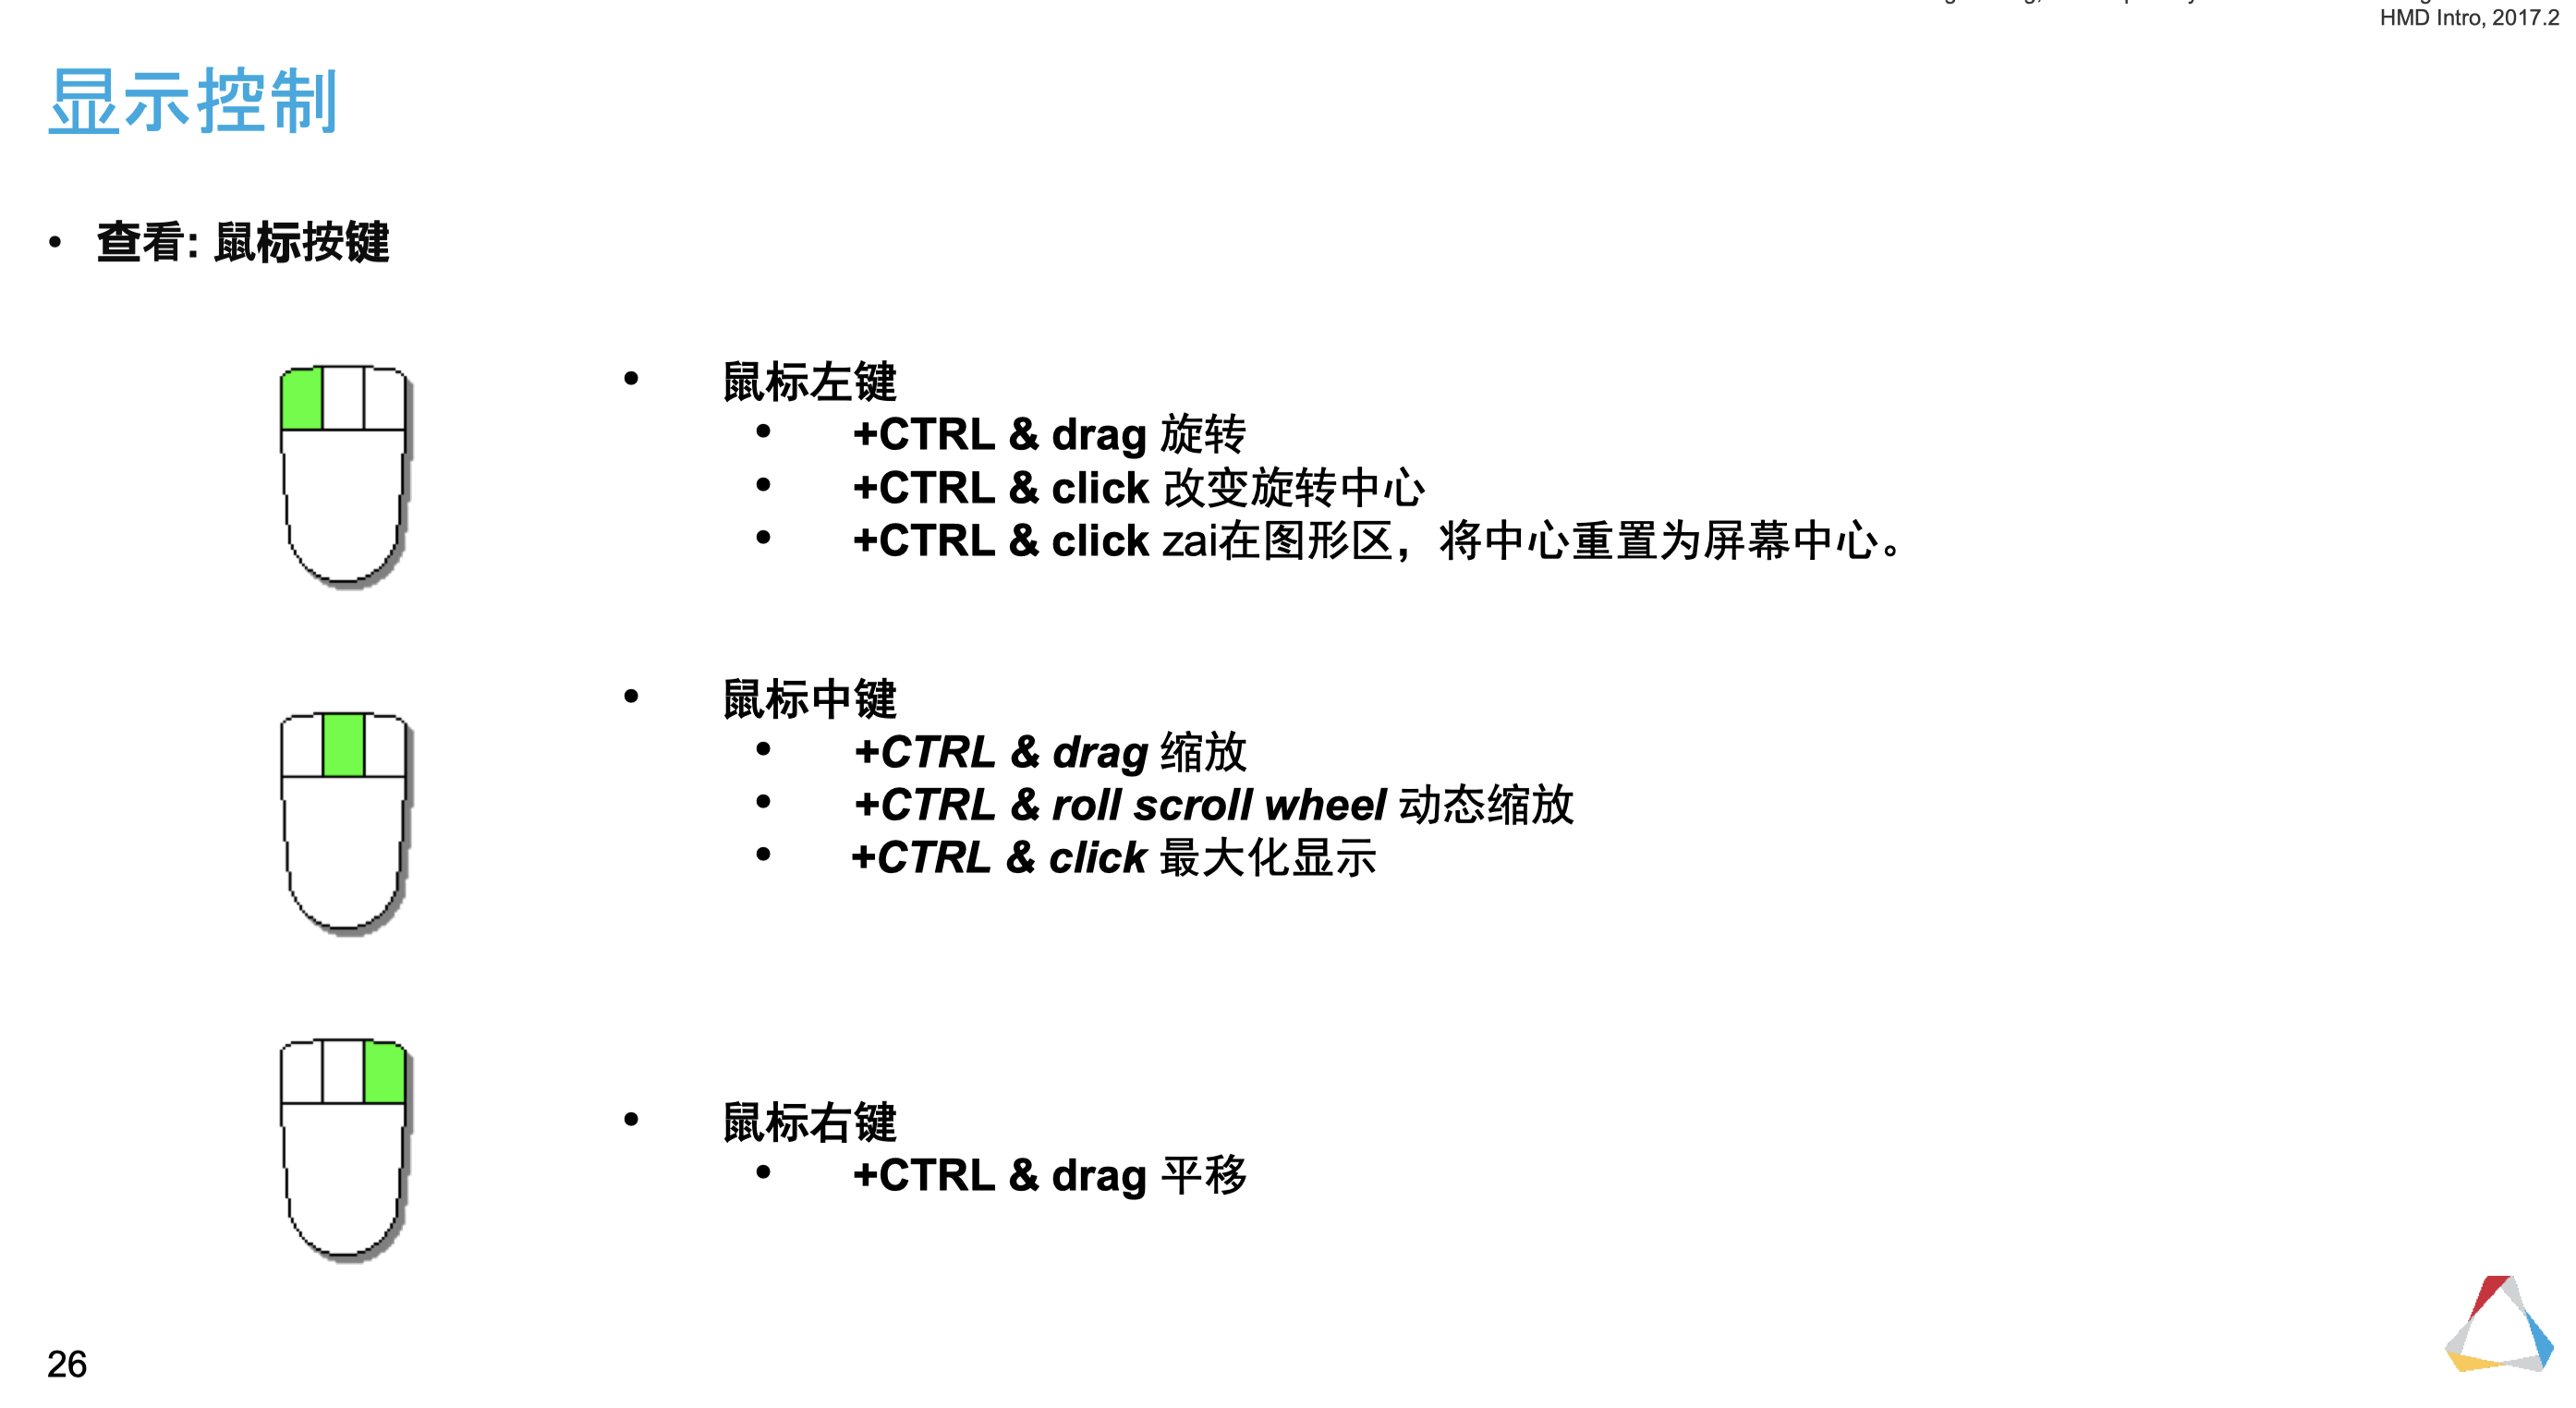 HMD Intro, 2017.2
显示控制
• 查看: 鼠标按键
• 鼠标左键
• +CTRL & drag 旋转
• +CTRL & click 改变旋转中心
• +CTRL & click zai在图形区，将中心重置为屏幕中心。
• 鼠标中键
• +CTRL & drag 缩放
• +CTRL & roll scroll wheel 动态缩放
• +CTRL & click 最大化显示
• 鼠标右键
• +CTRL & drag 平移
26